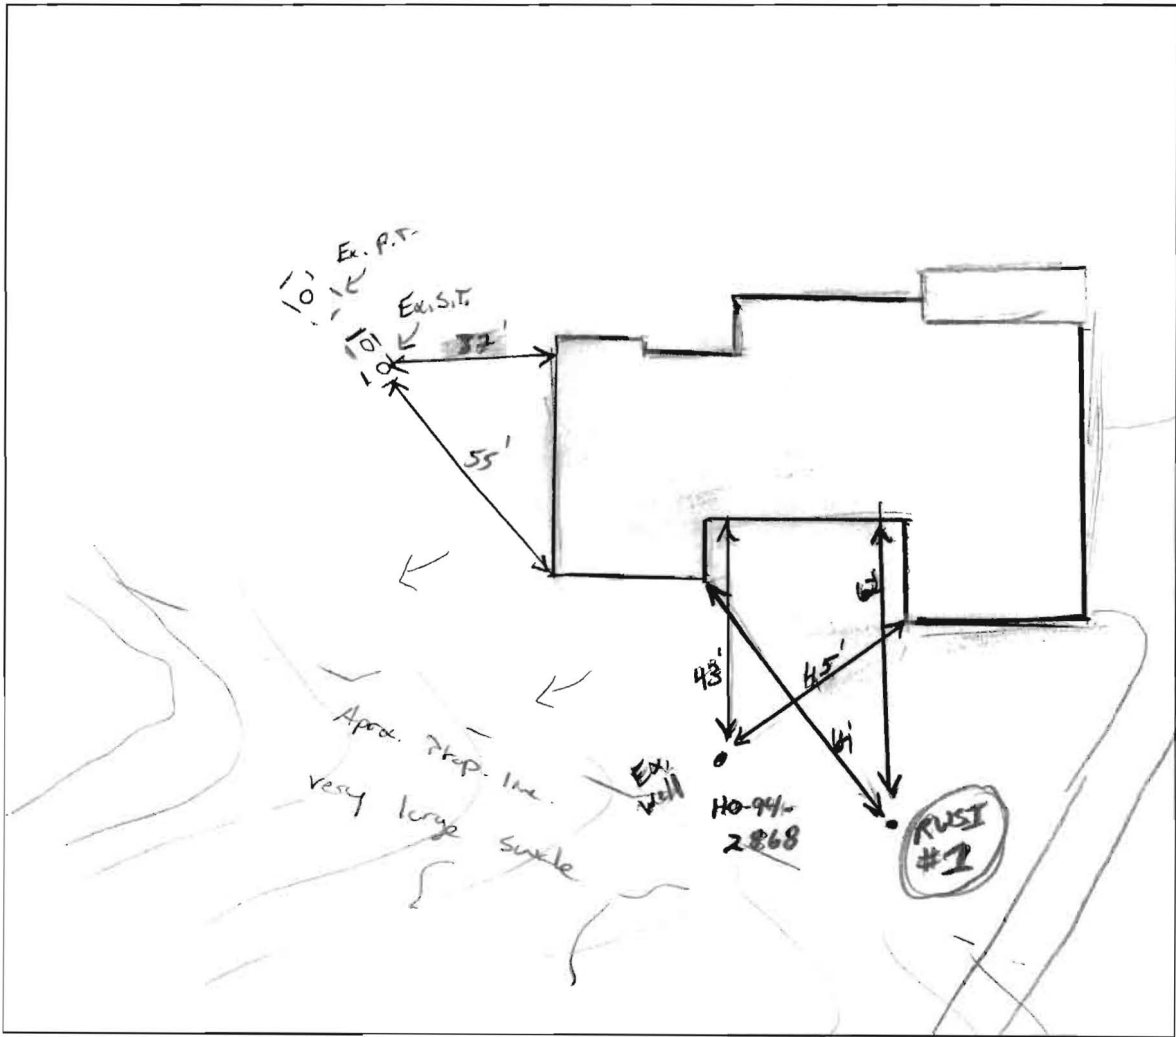 Ex. P.T.
Ex. S.T.
37'
55'
43'
45'
61'
Aprox. Prop. line.
very large Swale
Ex.
Well
HO-94-
2868
RWSI
#1